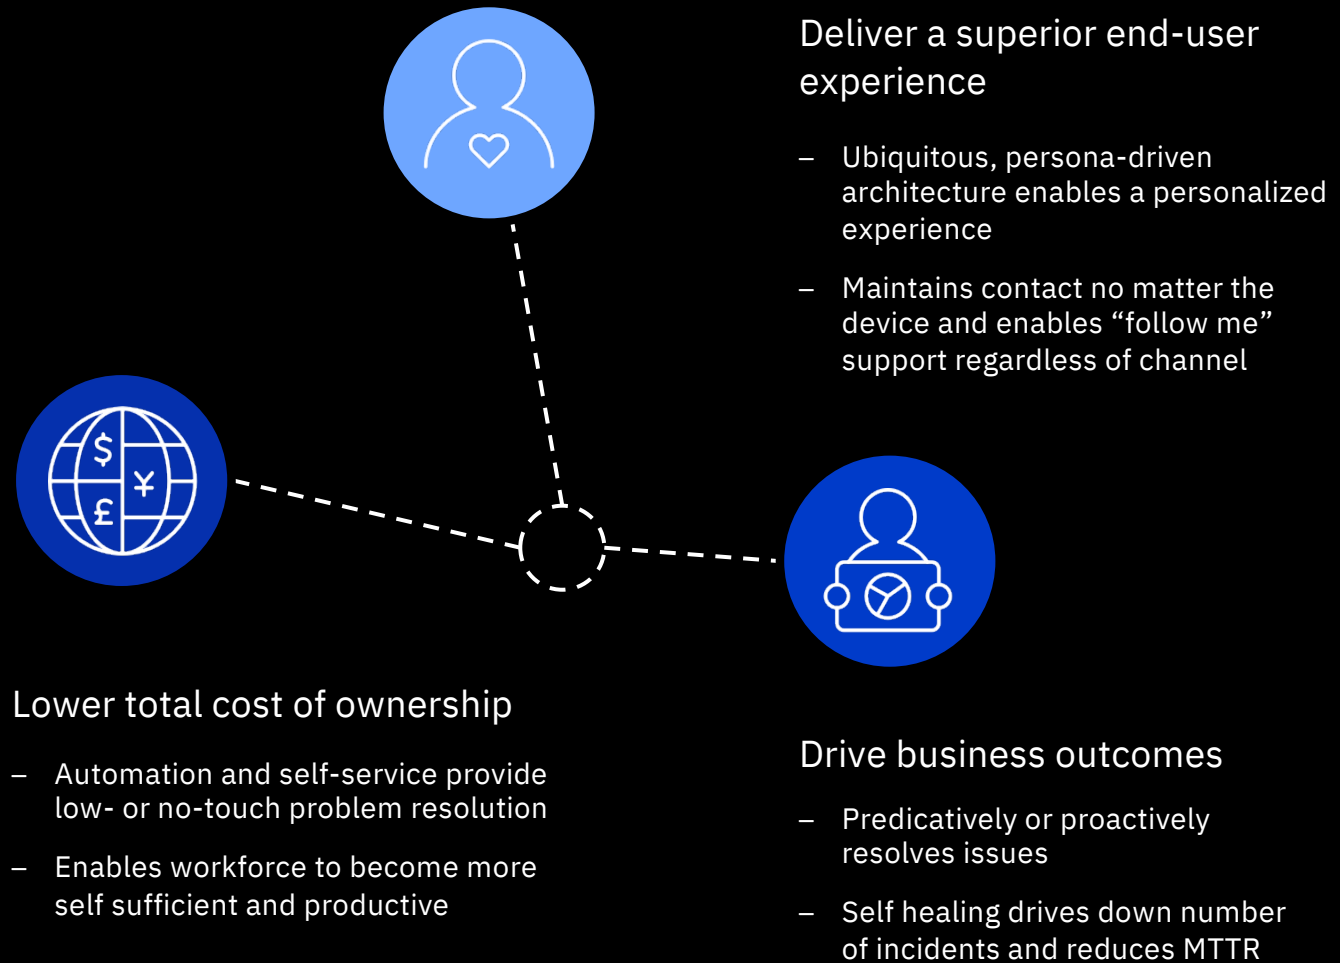 Deliver a superior end-user
experience
– Ubiquitous, persona-driven
architecture enables a personalized
experience
– Maintains contact no matter the
device and enables “follow me”
support regardless of channel
$
¥
£
Lower total cost of ownership
– Automation and self-service provide
low- or no-touch problem resolution
– Enables workforce to become more
self sufficient and productive
Drive business outcomes
– Predicatively or proactively
resolves issues
– Self healing drives down number
of incidents and reduces MTTR